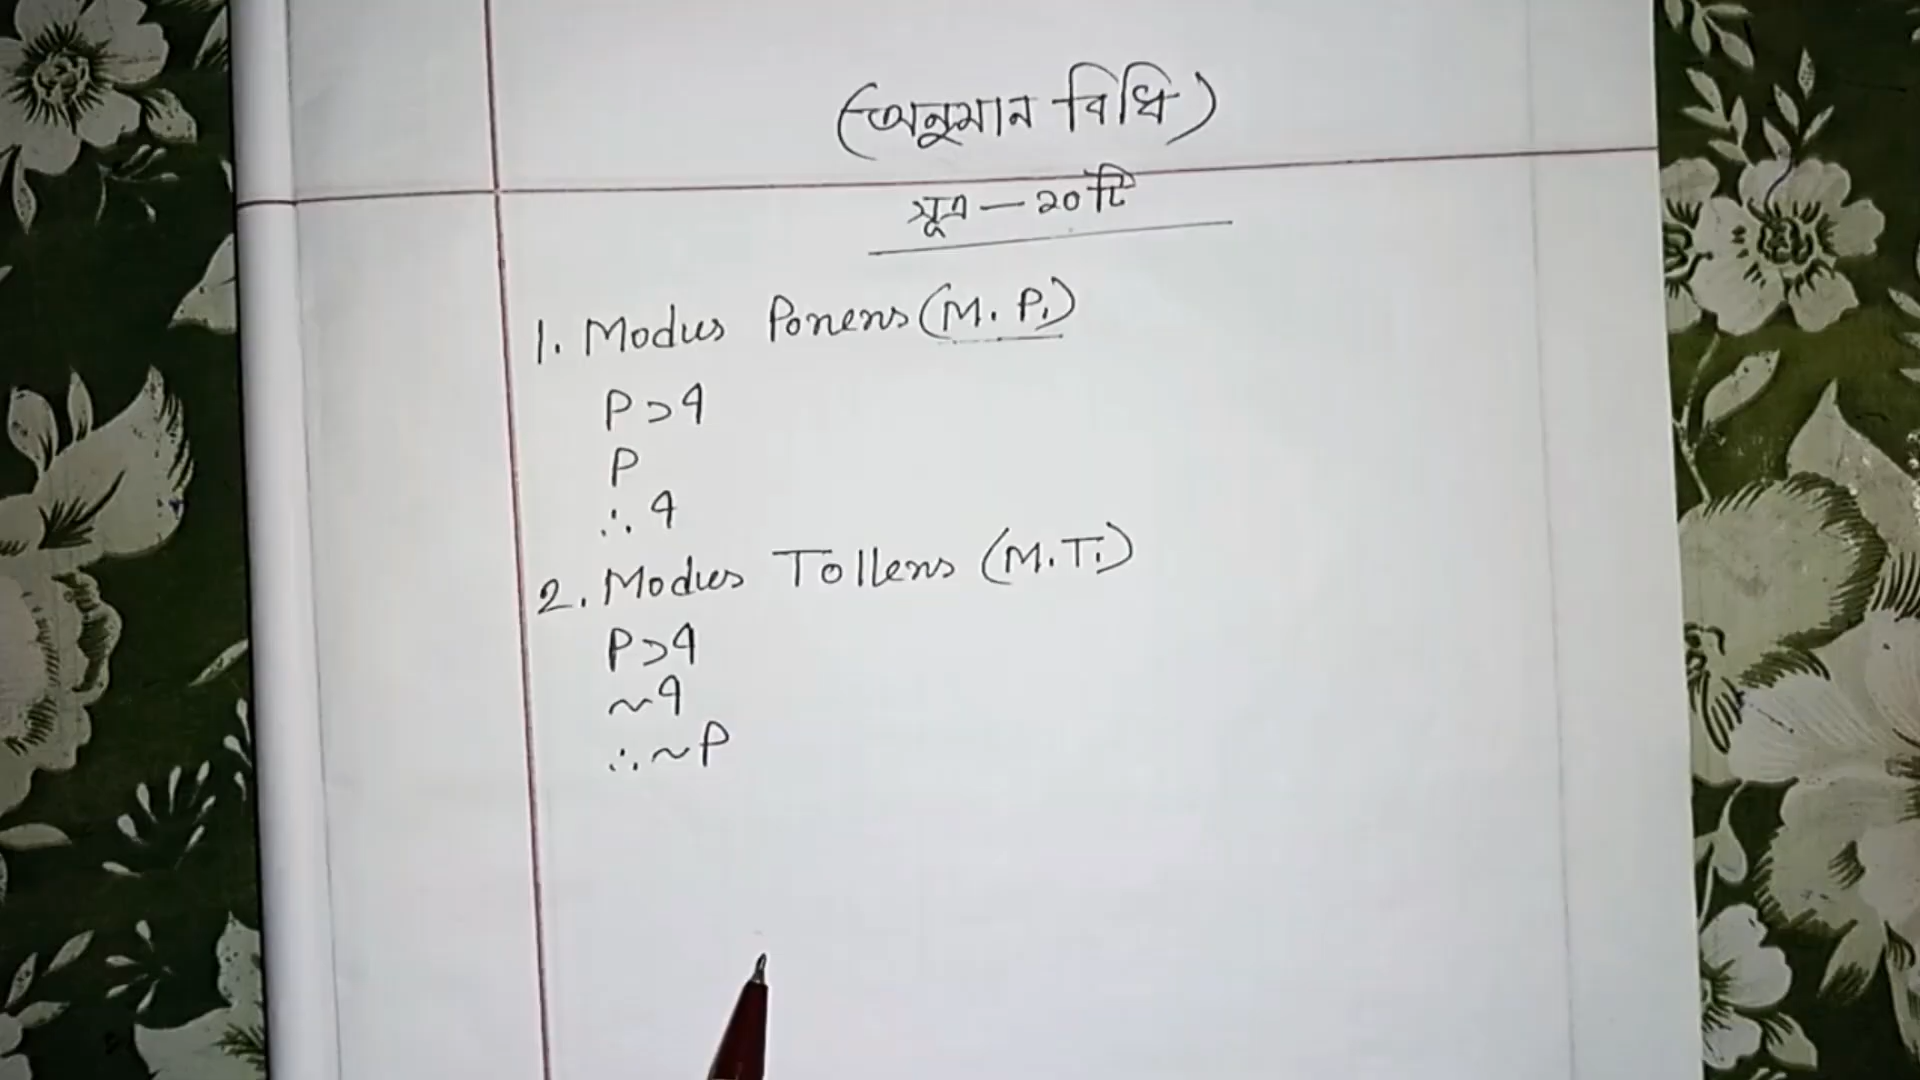 (অনুমান বিধি)
সূত্র — ২০টি
1. Modus Ponens (M. P.)
P ⊃ q
P
∴ q
2. Modus Tollens (M.T.)
P ⊃ q
~q
∴ ~P